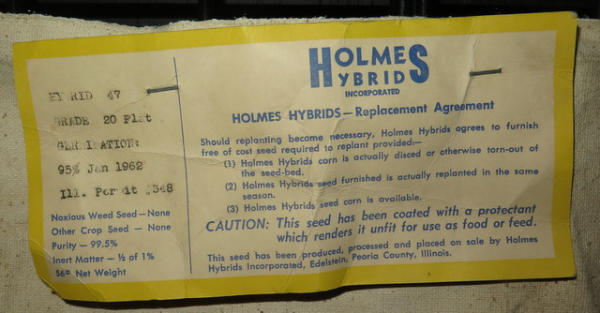 HYBRID 47
GRADE 20 Flat
GERMINATION:
95% Jan 1962
Ill. Permit 348
Noxious Weed Seed — None
Other Crop Seed — None
Purity — 99.5%
Inert Matter — ½ of 1%
56# Net Weight
HOLMES
HYBRIDS
INCORPORATED
HOLMES HYBRIDS — Replacement Agreement
Should replanting become necessary, Holmes Hybrids agrees to furnish
free of cost seed required to replant provided:—
(1) Holmes Hybrids corn is actually disced or otherwise torn-out of
the seed-bed.
(2) Holmes Hybrids seed furnished is actually replanted in the same
season.
(3) Holmes Hybrids seed corn is available.
CAUTION: This seed has been coated with a protectant
which renders it unfit for use as food or feed.
This seed has been produced, processed and placed on sale by Holmes
Hybrids Incorporated, Edelstein, Peoria County, Illinois.